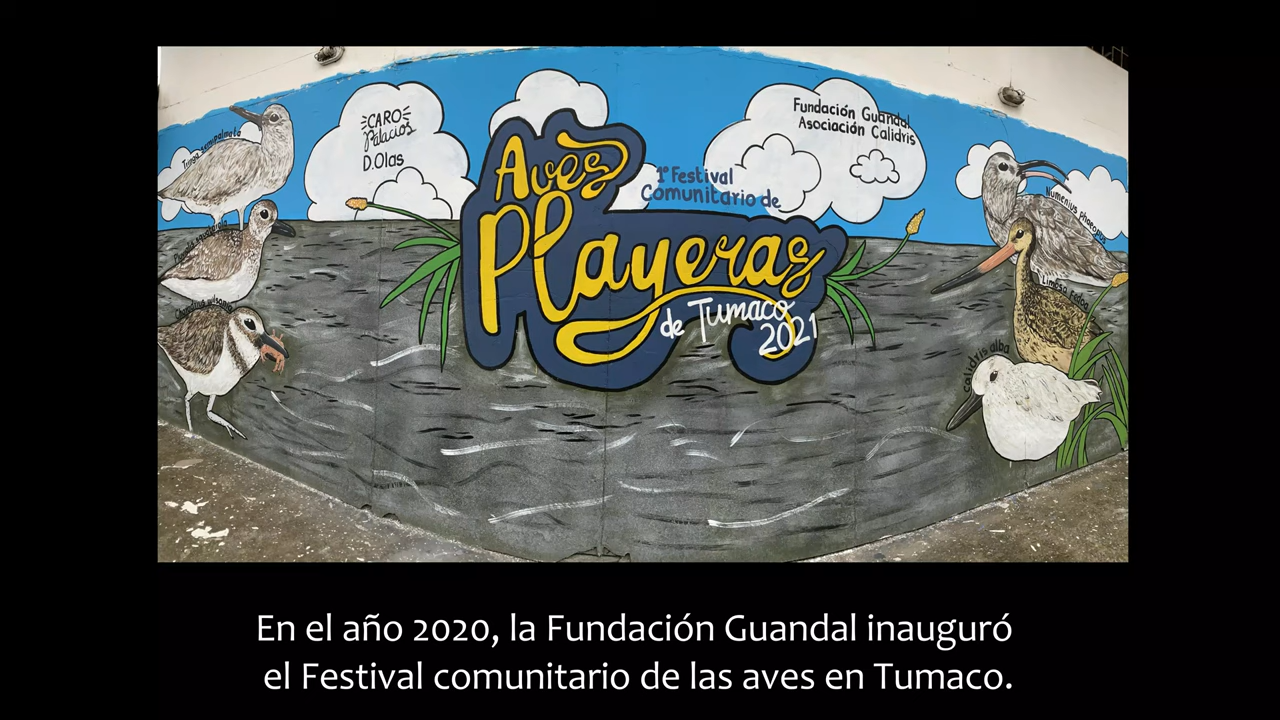 Tringa semipalmata
CARO
Palacios
D.Olas
Fundación Guandal
Asociación Calidris
Aves
1° Festival
Comunitario de
Playeras
de Tumaco
2021
Numenius phaeopus
Limosa fedoa
Calidris alba
En el año 2020, la Fundación Guandal inauguró
el Festival comunitario de las aves en Tumaco.